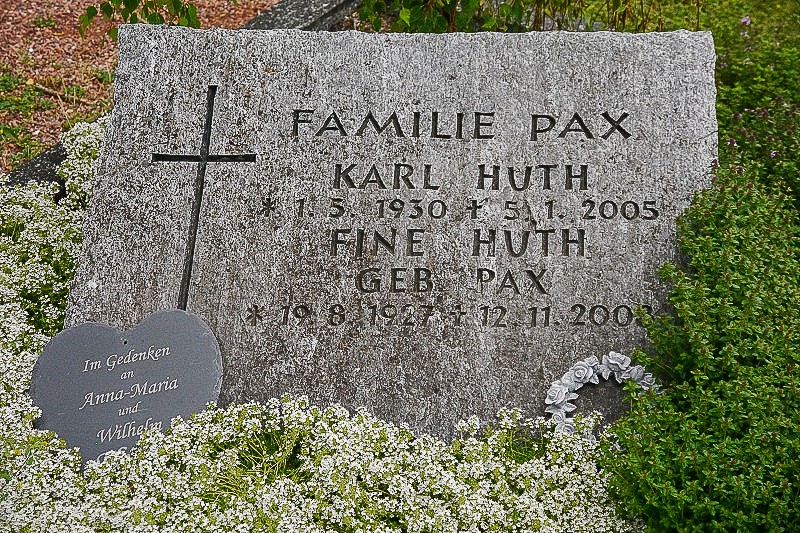 FAMILIE PAX
KARL HUTH
* 1. 5. 1930 ✝ 5. 1. 2005
FINE HUTH
GEB PAX
* 19. 8. 1927 ✝ 12. 11. 2003
Im Gedenken
an
Anna-Maria
und
Wilhelm